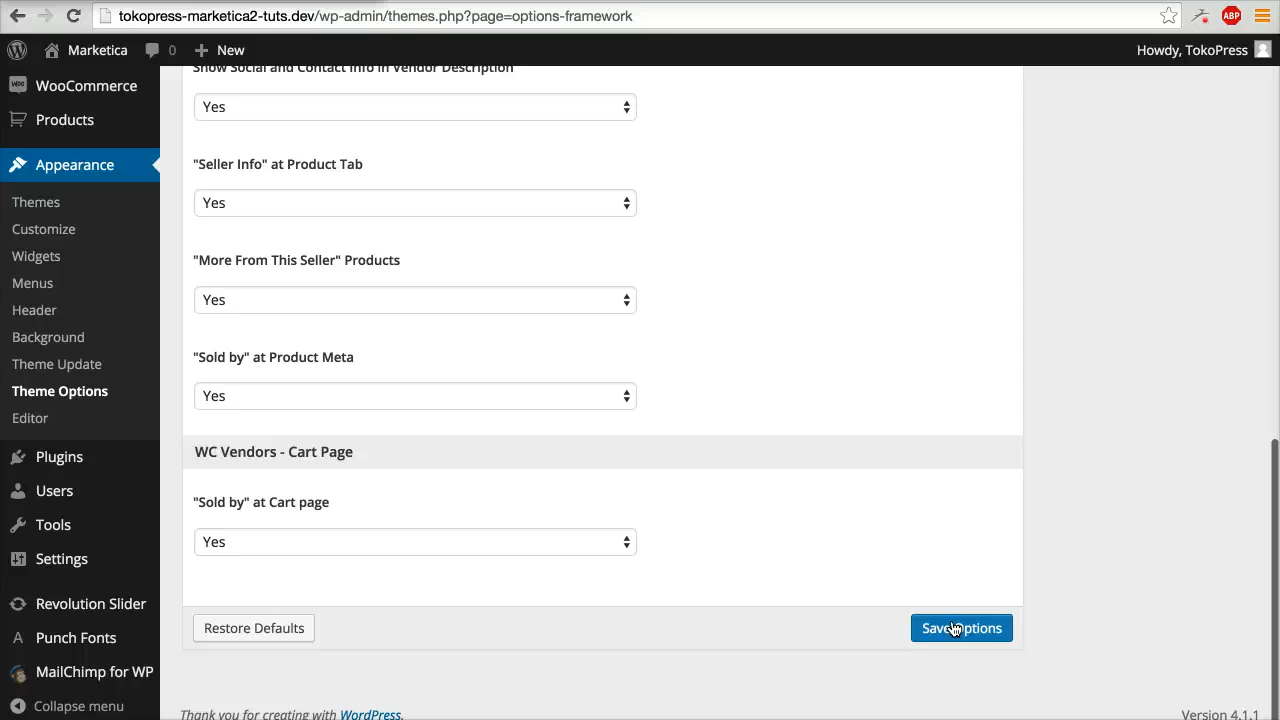 tokopress-marketica2-tuts.dev/wp-admin/themes.php?page=options-framework
ABP
Marketica 0 New
Howdy, TokoPress
WooCommerce
Products
Appearance
Themes
Customize
Widgets
Menus
Header
Background
Theme Update
Theme Options
Editor
Plugins
Users
Tools
Settings
Revolution Slider
Punch Fonts
MailChimp for WP
Collapse menu
Show Social and Contact Info in Vendor Description
Yes
"Seller Info" at Product Tab
Yes
"More From This Seller" Products
Yes
"Sold by" at Product Meta
Yes
WC Vendors - Cart Page
"Sold by" at Cart page
Yes
Restore Defaults
Save Options
Thank you for creating with WordPress.
Version 4.1.1